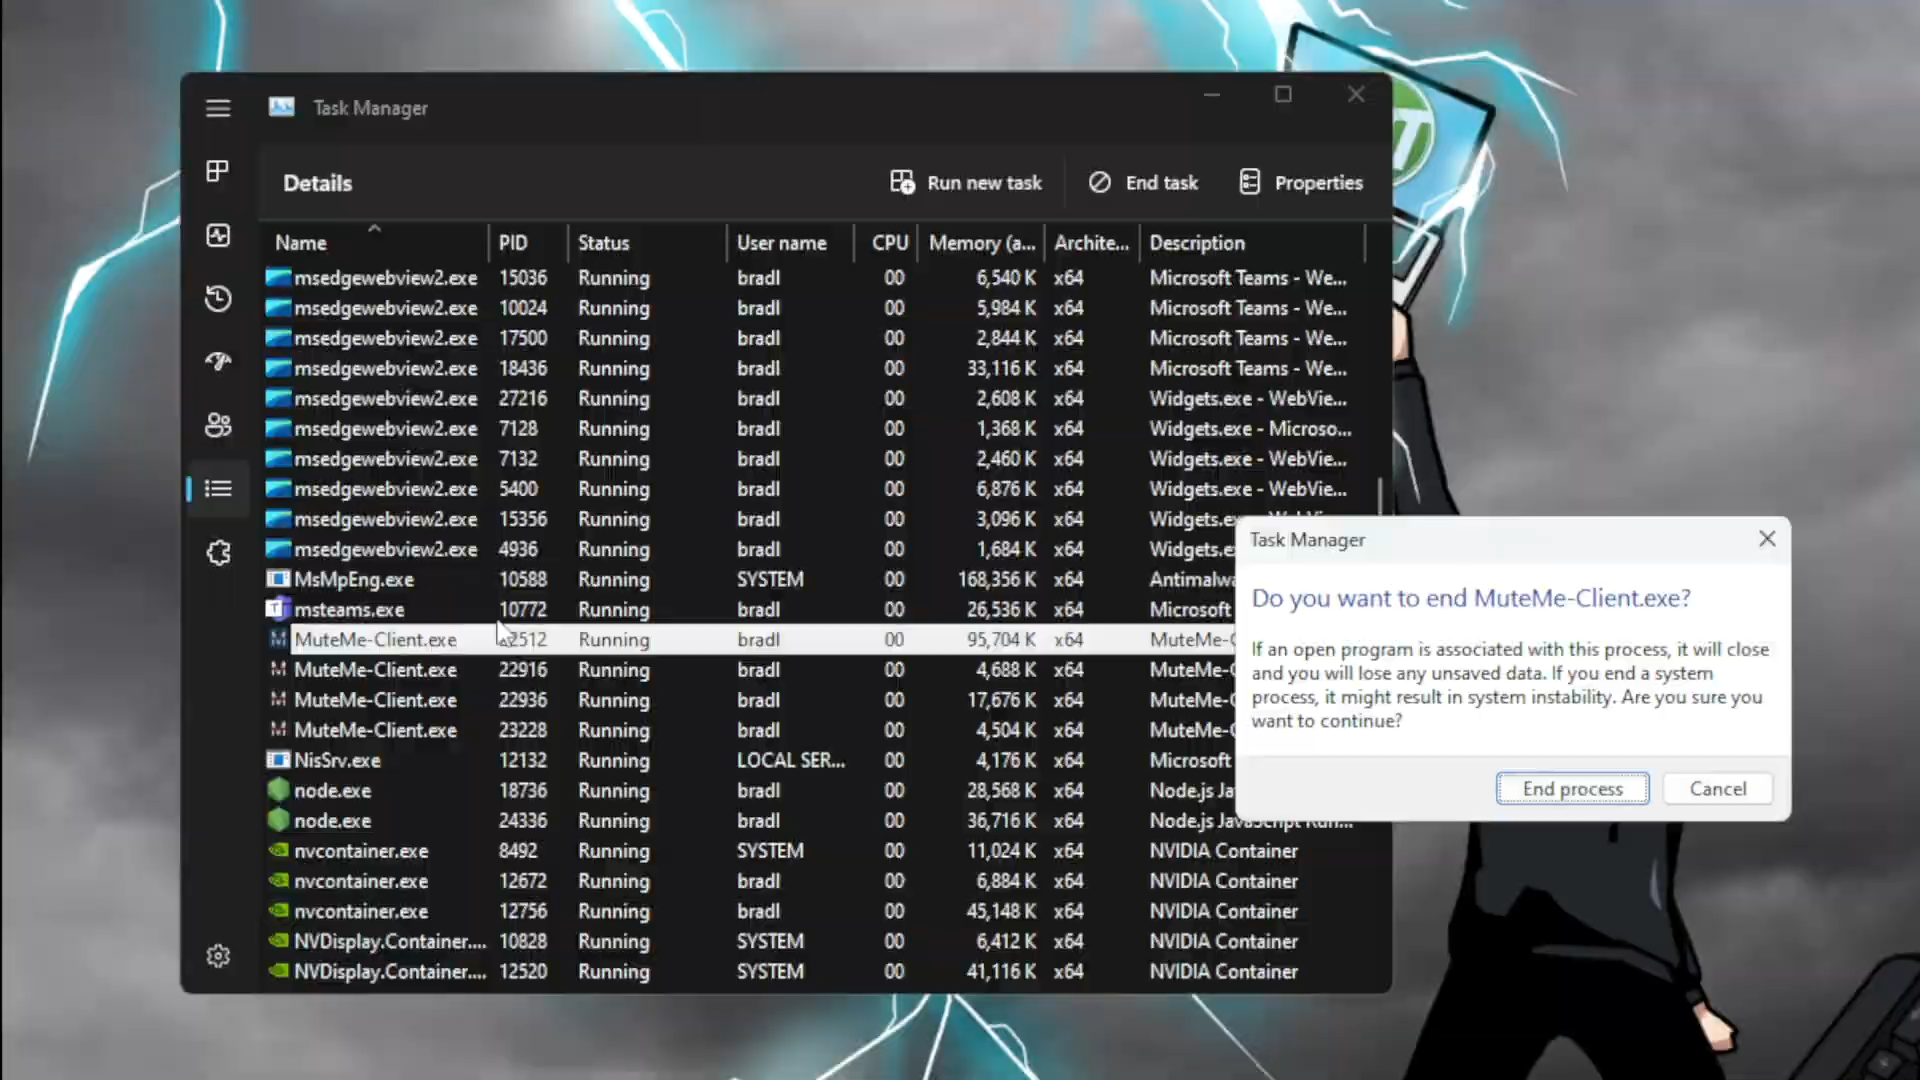 Task Manager
Details
Run new task
End task
Properties
Name PID Status User name CPU Memory (a... Archite... Description
msedgewebview2.exe 15036 Running bradl 00 6,540 K x64 Microsoft Teams - We...
msedgewebview2.exe 10024 Running bradl 00 5,984 K x64 Microsoft Teams - We...
msedgewebview2.exe 17500 Running bradl 00 2,844 K x64 Microsoft Teams - We...
msedgewebview2.exe 18436 Running bradl 00 33,116 K x64 Microsoft Teams - We...
msedgewebview2.exe 27216 Running bradl 00 2,608 K x64 Widgets.exe - WebVie...
msedgewebview2.exe 7128 Running bradl 00 1,368 K x64 Widgets.exe - Microso...
msedgewebview2.exe 7132 Running bradl 00 2,460 K x64 Widgets.exe - WebVie...
msedgewebview2.exe 5400 Running bradl 00 6,876 K x64 Widgets.exe - WebVie...
msedgewebview2.exe 15356 Running bradl 00 3,096 K x64
msedgewebview2.exe 4936 Running bradl 00 1,684 K x64
MsMpEng.exe 10588 Running SYSTEM 00 168,356 K x64
msteams.exe 10772 Running bradl 00 26,536 K x64 Microsoft
MuteMe-Client.exe Running bradl 00 95,704 K x64
MuteMe-Client.exe 22916 Running bradl 00 4,688 K x64
MuteMe-Client.exe 22936 Running bradl 00 17,676 K x64
MuteMe-Client.exe 23228 Running bradl 00 4,504 K x64
NisSrv.exe 12132 Running LOCAL SER... 00 4,176 K x64 Microsoft
node.exe 18736 Running bradl 00 28,568 K x64 Node.js
node.exe 24336 Running bradl 00 36,716 K x64 Node.js
nvcontainer.exe 8492 Running SYSTEM 00 11,024 K x64 NVIDIA Container
nvcontainer.exe 12672 Running bradl 00 6,884 K x64 NVIDIA Container
nvcontainer.exe 12756 Running bradl 00 45,148 K x64 NVIDIA Container
NVDisplay.Container.... 10828 Running SYSTEM 00 6,412 K x64 NVIDIA Container
NVDisplay.Container.... 12520 Running SYSTEM 00 41,116 K x64 NVIDIA Container
Task Manager
Do you want to end MuteMe-Client.exe?
If an open program is associated with this process, it will close
and you will lose any unsaved data. If you end a system
process, it might result in system instability. Are you sure you
want to continue?
End process
Cancel